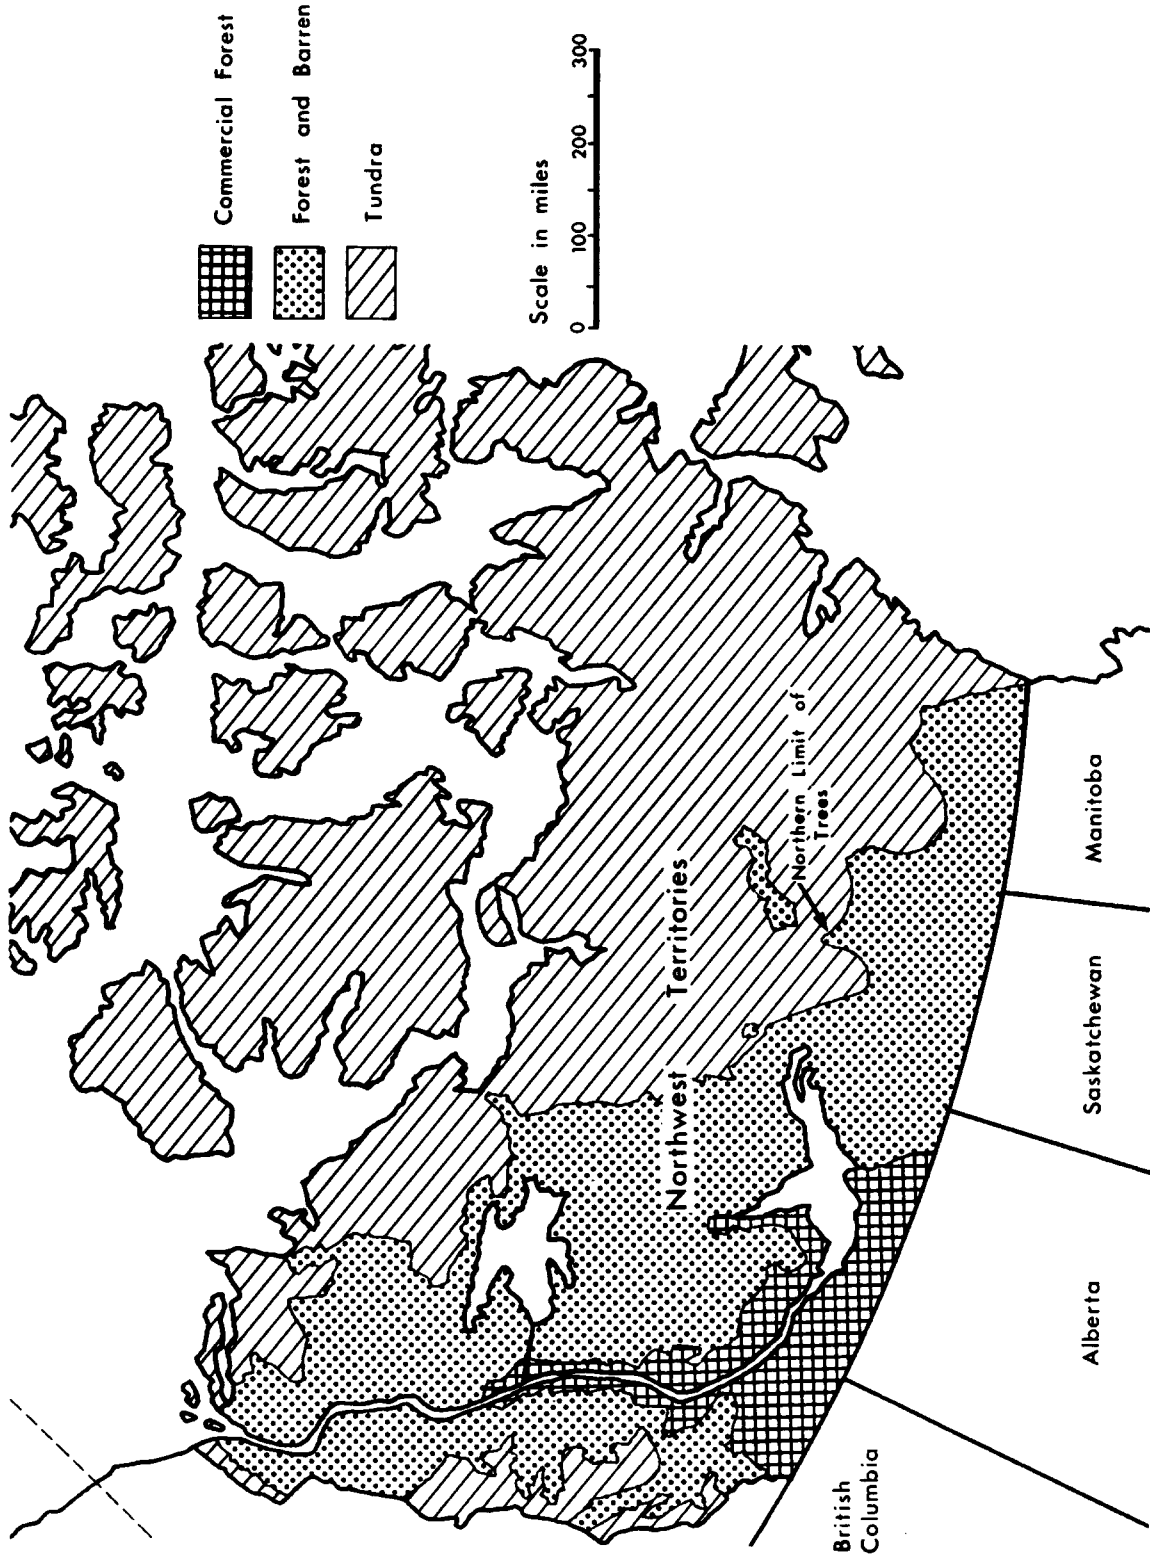 Commercial Forest
Forest and Barren
Tundra
Scale in miles
0 100 200 300
Northwest Territories
Northern Limit of
Trees
British
Columbia
Alberta
Saskatchewan
Manitoba